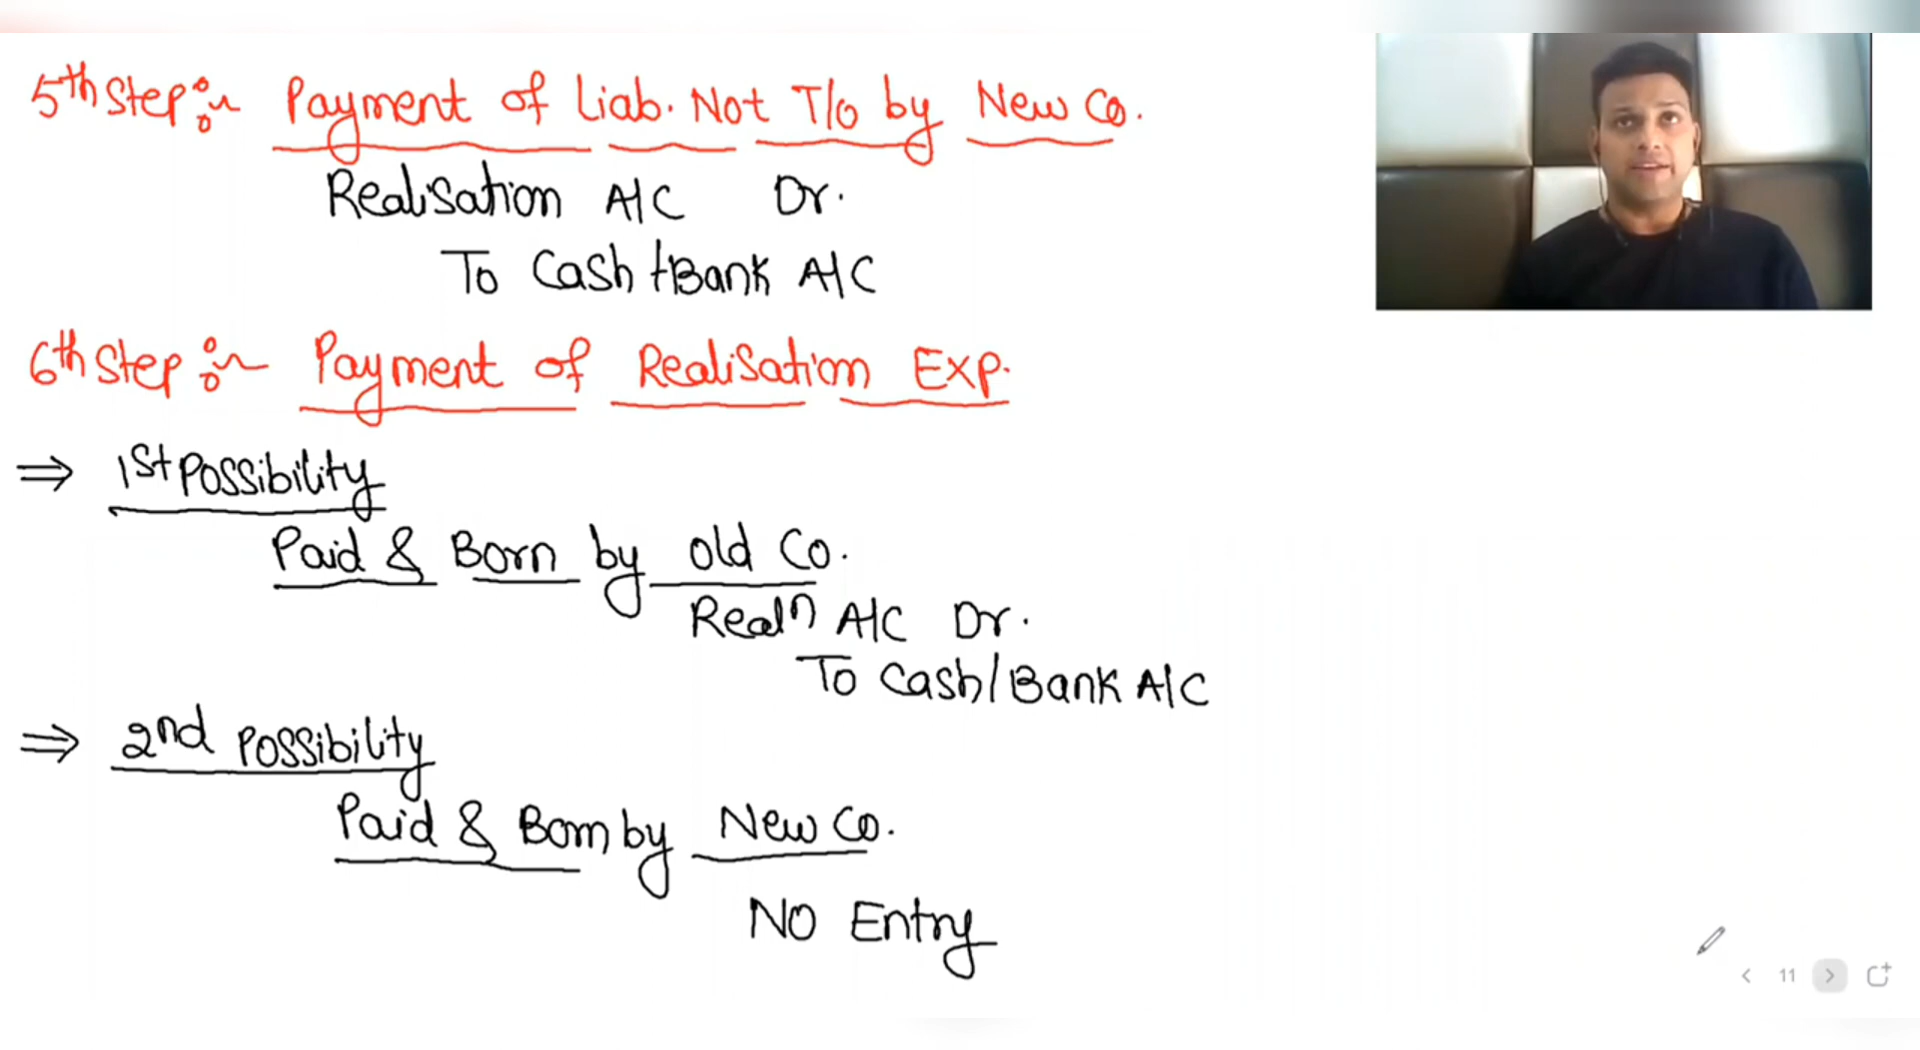 5th Step:- Payment of Liab. Not T/o by New Co.
Realisation A/C Dr.
To Cash +Bank A/C
6th Step:- Payment of Realisation Exp.
⇒ 1st Possibility
Paid & Born by old Co.
Realn A/C Dr.
To Cash/Bank A/C
⇒ 2nd Possibility
Paid & Born by New Co.
NO Entry
< 11 >